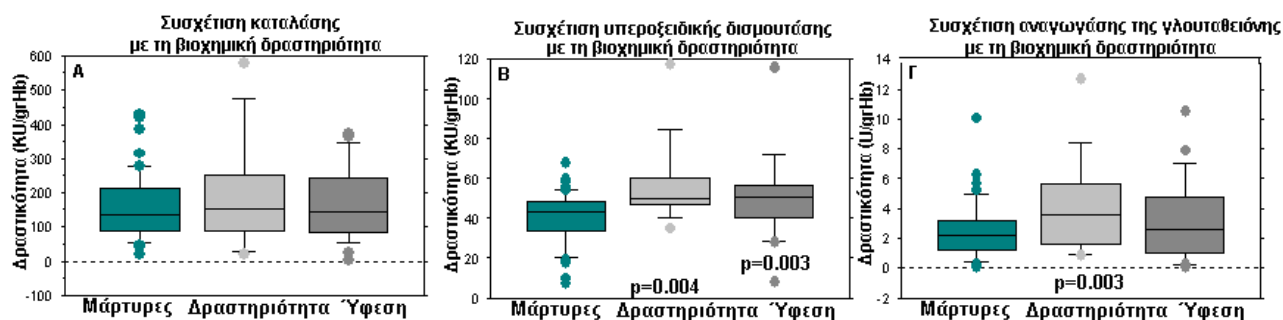 Συσχέτιση καταλάσης
με τη βιοχημική δραστηριότητα
Δραστικότητα (KU/grHb)
600
500
400
300
200
100
0
-100
Α
Μάρτυρες Δραστηριότητα Ύφεση
Συσχέτιση υπεροξειδικής δισμουτάσης
με τη βιοχημική δραστηριότητα
Δραστικότητα (KU/grHb)
120
100
80
60
40
20
0
Β
p=0.004
p=0.003
Μάρτυρες Δραστηριότητα Ύφεση
Συσχέτιση αναγωγάσης της γλουταθειόνης
με τη βιοχημική δραστηριότητα
Δραστικότητα (U/grHb)
14
12
10
8
6
4
2
0
-2
Γ
p=0.003
Μάρτυρες Δραστηριότητα Ύφεση